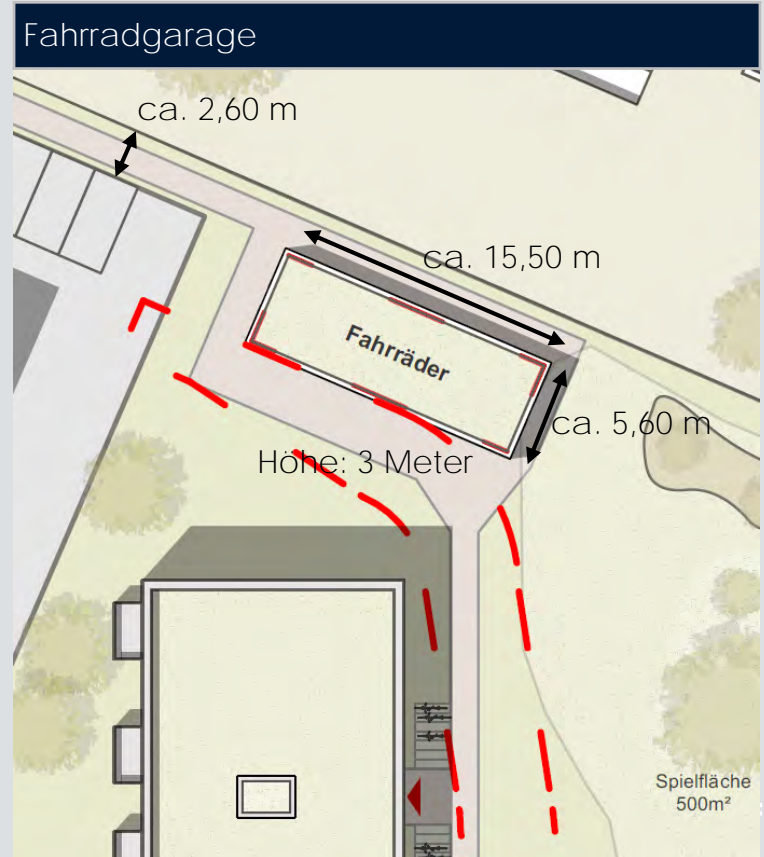 Fahrradgarage
ca. 2,60 m
ca. 15,50 m
Fahrräder
ca. 5,60 m
Höhe: 3 Meter
Spielfläche
500m²